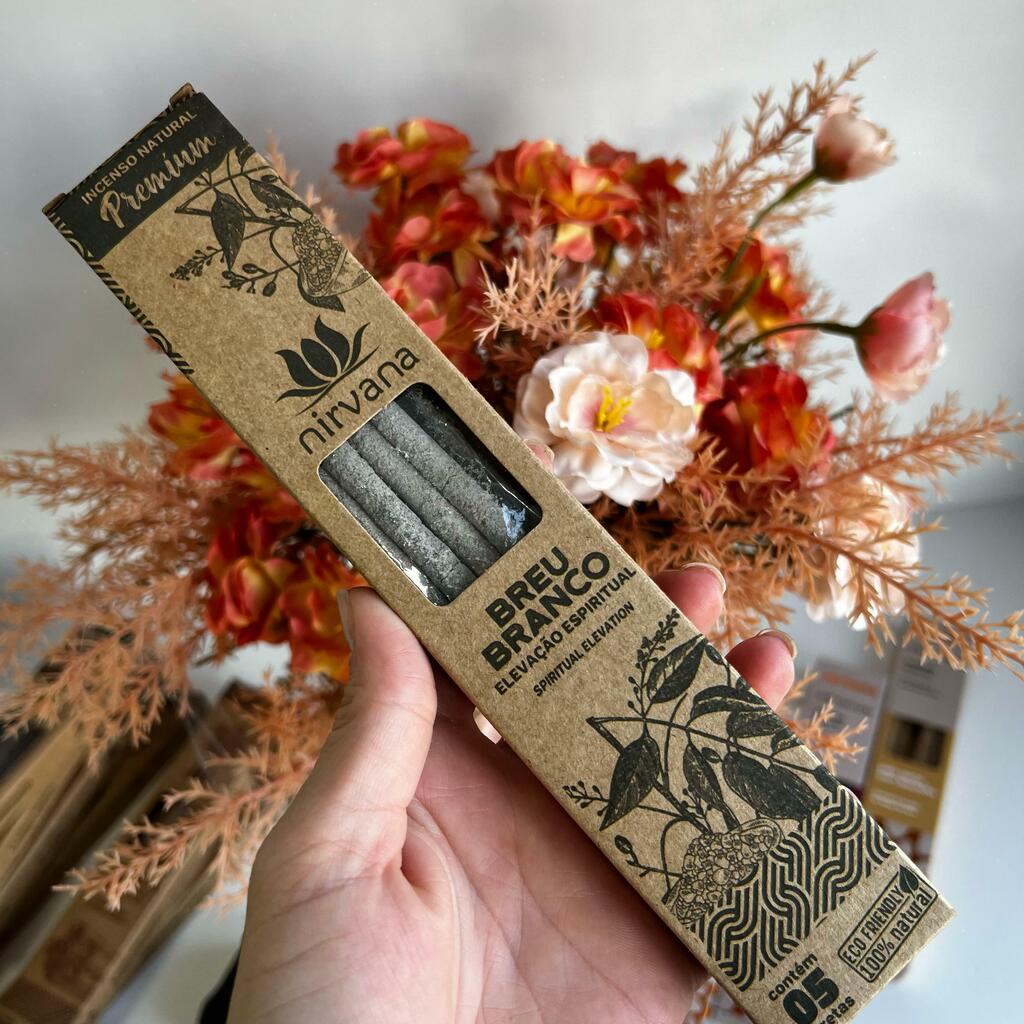 INCENSO NATURAL
Premium
nirvana
BREU
BRANCO
ELEVAÇÃO ESPIRITUAL
SPIRITUAL ELEVATION
ECO FRIENDLY
100% natural
contém
05